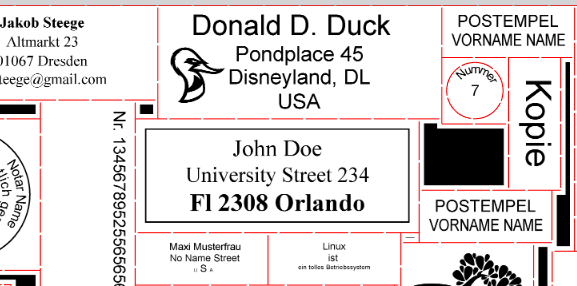 Jakob Steege
Altmarkt 23
01067 Dresden
teege@gmail.com
Donald D. Duck
Pondplace 45
Disneyland, DL
USA
POSTEMPEL
VORNAME NAME
Nummer
7
Kopie
Nr. 1345678952556565
John Doe
University Street 234
Fl 2308 Orlando
POSTEMPEL
VORNAME NAME
Notar Name
tlich ge
Maxi Musterfrau
No Name Street
U S A
Linux
ist
ein tolles Betriebssystem